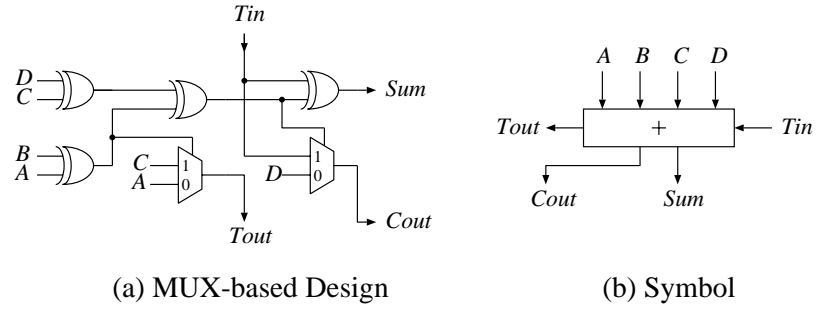 Tin
D
C
Sum
B
A
C
A
1
0
Tout
D
1
0
Cout
A B C D
Tout
+
Tin
Cout
Sum
(a) MUX-based Design
(b) Symbol